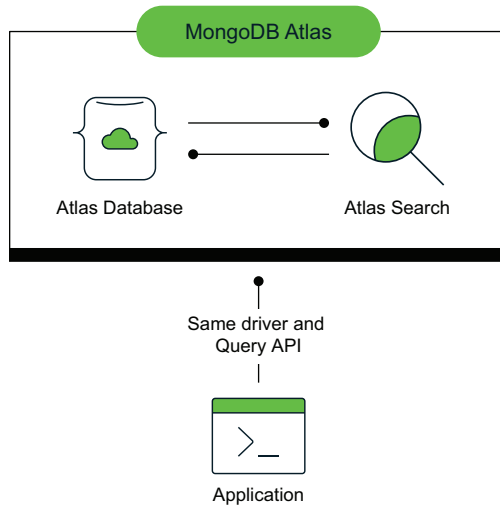 MongoDB Atlas
Atlas Database
Atlas Search
Same driver and
Query API
>_
Application